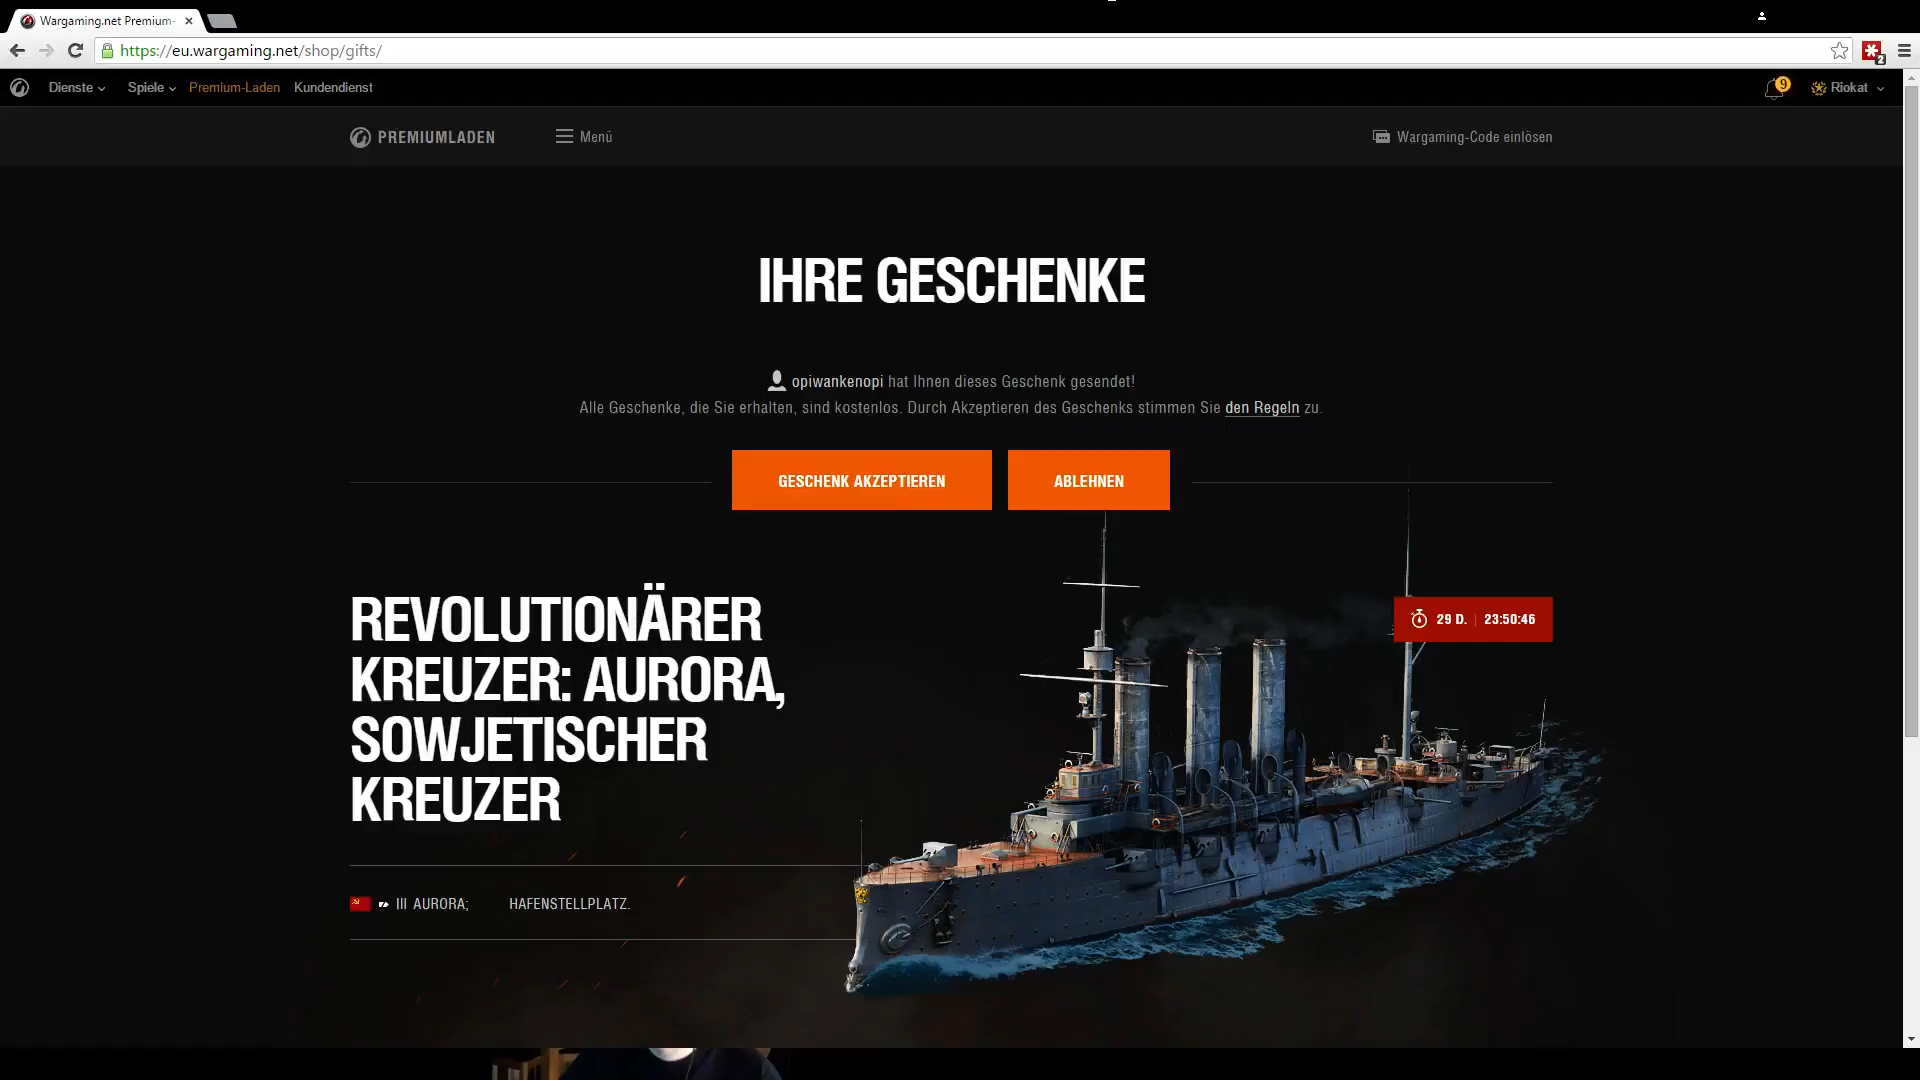 Wargaming.net Premium-
https://eu.wargaming.net/shop/gifts/
2
Dienste Spiele Premium-Laden Kundendienst 9 Riokat
PREMIUMLADEN Menü Wargaming-Code einlösen
IHRE GESCHENKE
opiwankenopi hat Ihnen dieses Geschenk gesendet!
Alle Geschenke, die Sie erhalten, sind kostenlos. Durch Akzeptieren des Geschenks stimmen Sie den Regeln zu.
GESCHENK AKZEPTIEREN ABLEHNEN
29 D. | 23:50:46
REVOLUTIONÄRER
KREUZER: AURORA,
SOWJETISCHER
KREUZER
III AURORA; HAFENSTELLPLATZ.